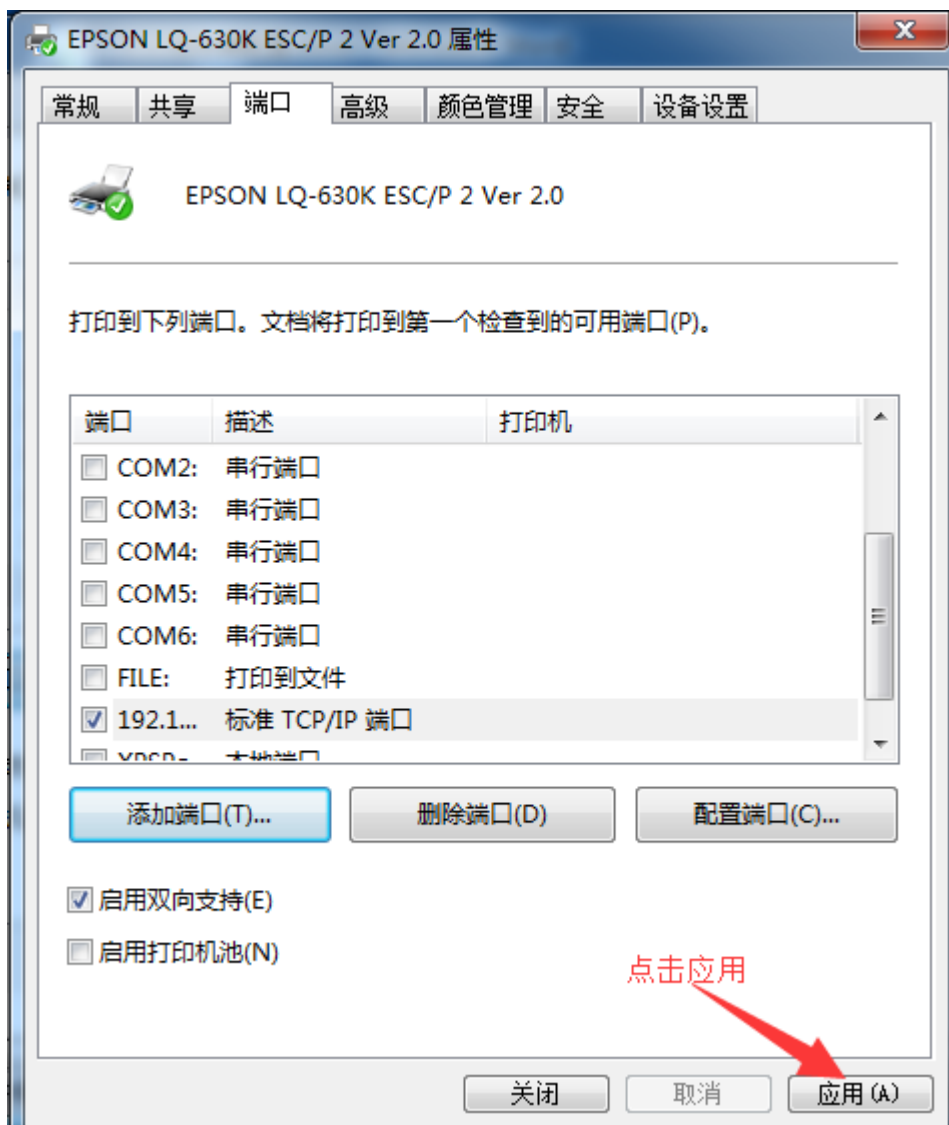 EPSON LQ-630K ESC/P 2 Ver 2.0 属性
常规 共享 端口 高级 颜色管理 安全 设备设置
EPSON LQ-630K ESC/P 2 Ver 2.0
打印到下列端口。文档将打印到第一个检查到的可用端口(P)。
端口 描述 打印机
COM2: 串行端口
COM3: 串行端口
COM4: 串行端口
COM5: 串行端口
COM6: 串行端口
FILE: 打印到文件
192.1... 标准 TCP/IP 端口
本地端口
添加端口(T)... 删除端口(D) 配置端口(C)...
启用双向支持(E)
启用打印机池(N)
点击应用
关闭 取消 应用(A)